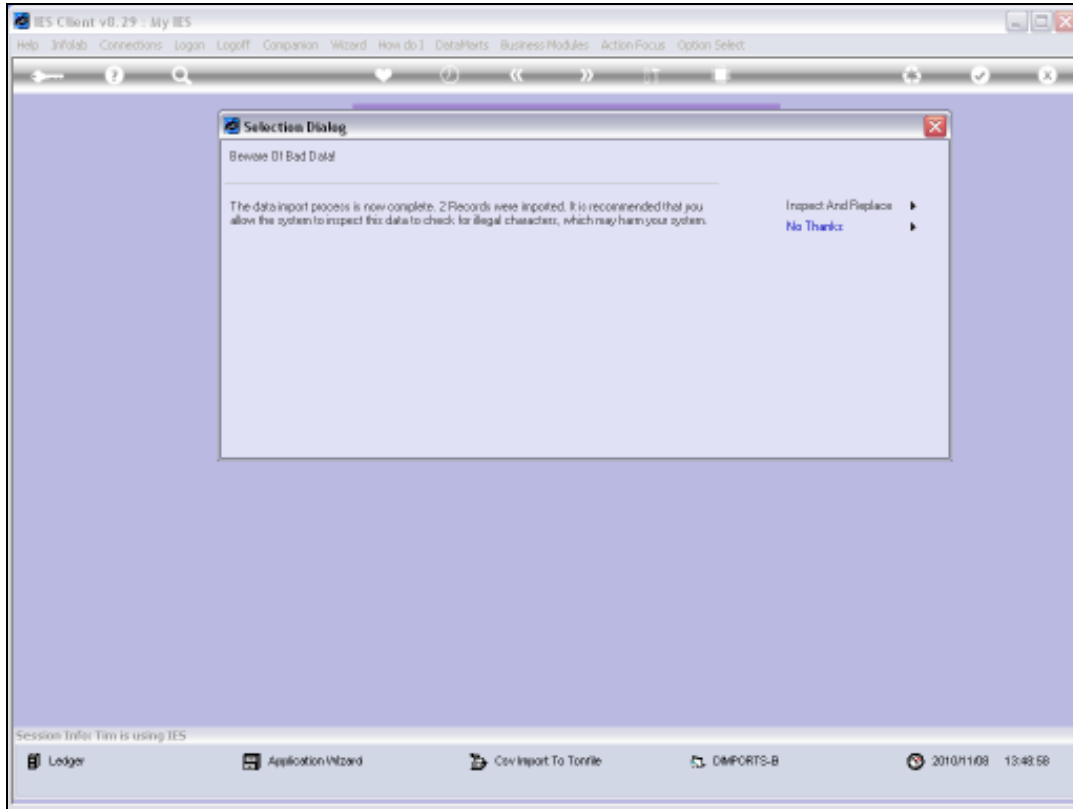 IES Client v8.29 : My IES
Help Infolab Connections Logon Logoff Companion Wizard How do I DataMarts Business Modules Action Focus Option Select
Selection Dialog
Beware Of Bad Data!
The data import process is now complete. 2 Records were imported. It is recommended that you
allow the system to inspect this data to check for illegal characters, which may harm your system.
Inspect And Replace
No Thanks
Session Info: Tim is using IES
Ledger Application Wizard Csv Import To Tomfile DIMPORTS-B 2010/11/08 13:48:58